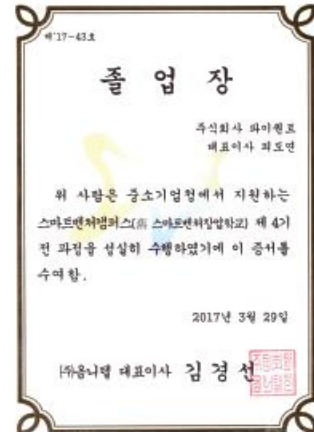 제'17-43호
졸 업 장
주식회사 파이원코
대표이사 최도연
위 사람은 중소기업청에서 지원하는
스마트벤처캠퍼스(舊 스마트벤처창업학교) 제 4기
전 과정을 성실히 수행하였기에 이 증서를
수여함.
2017년 3월 29일
(주)옴니텔 대표이사 김경선